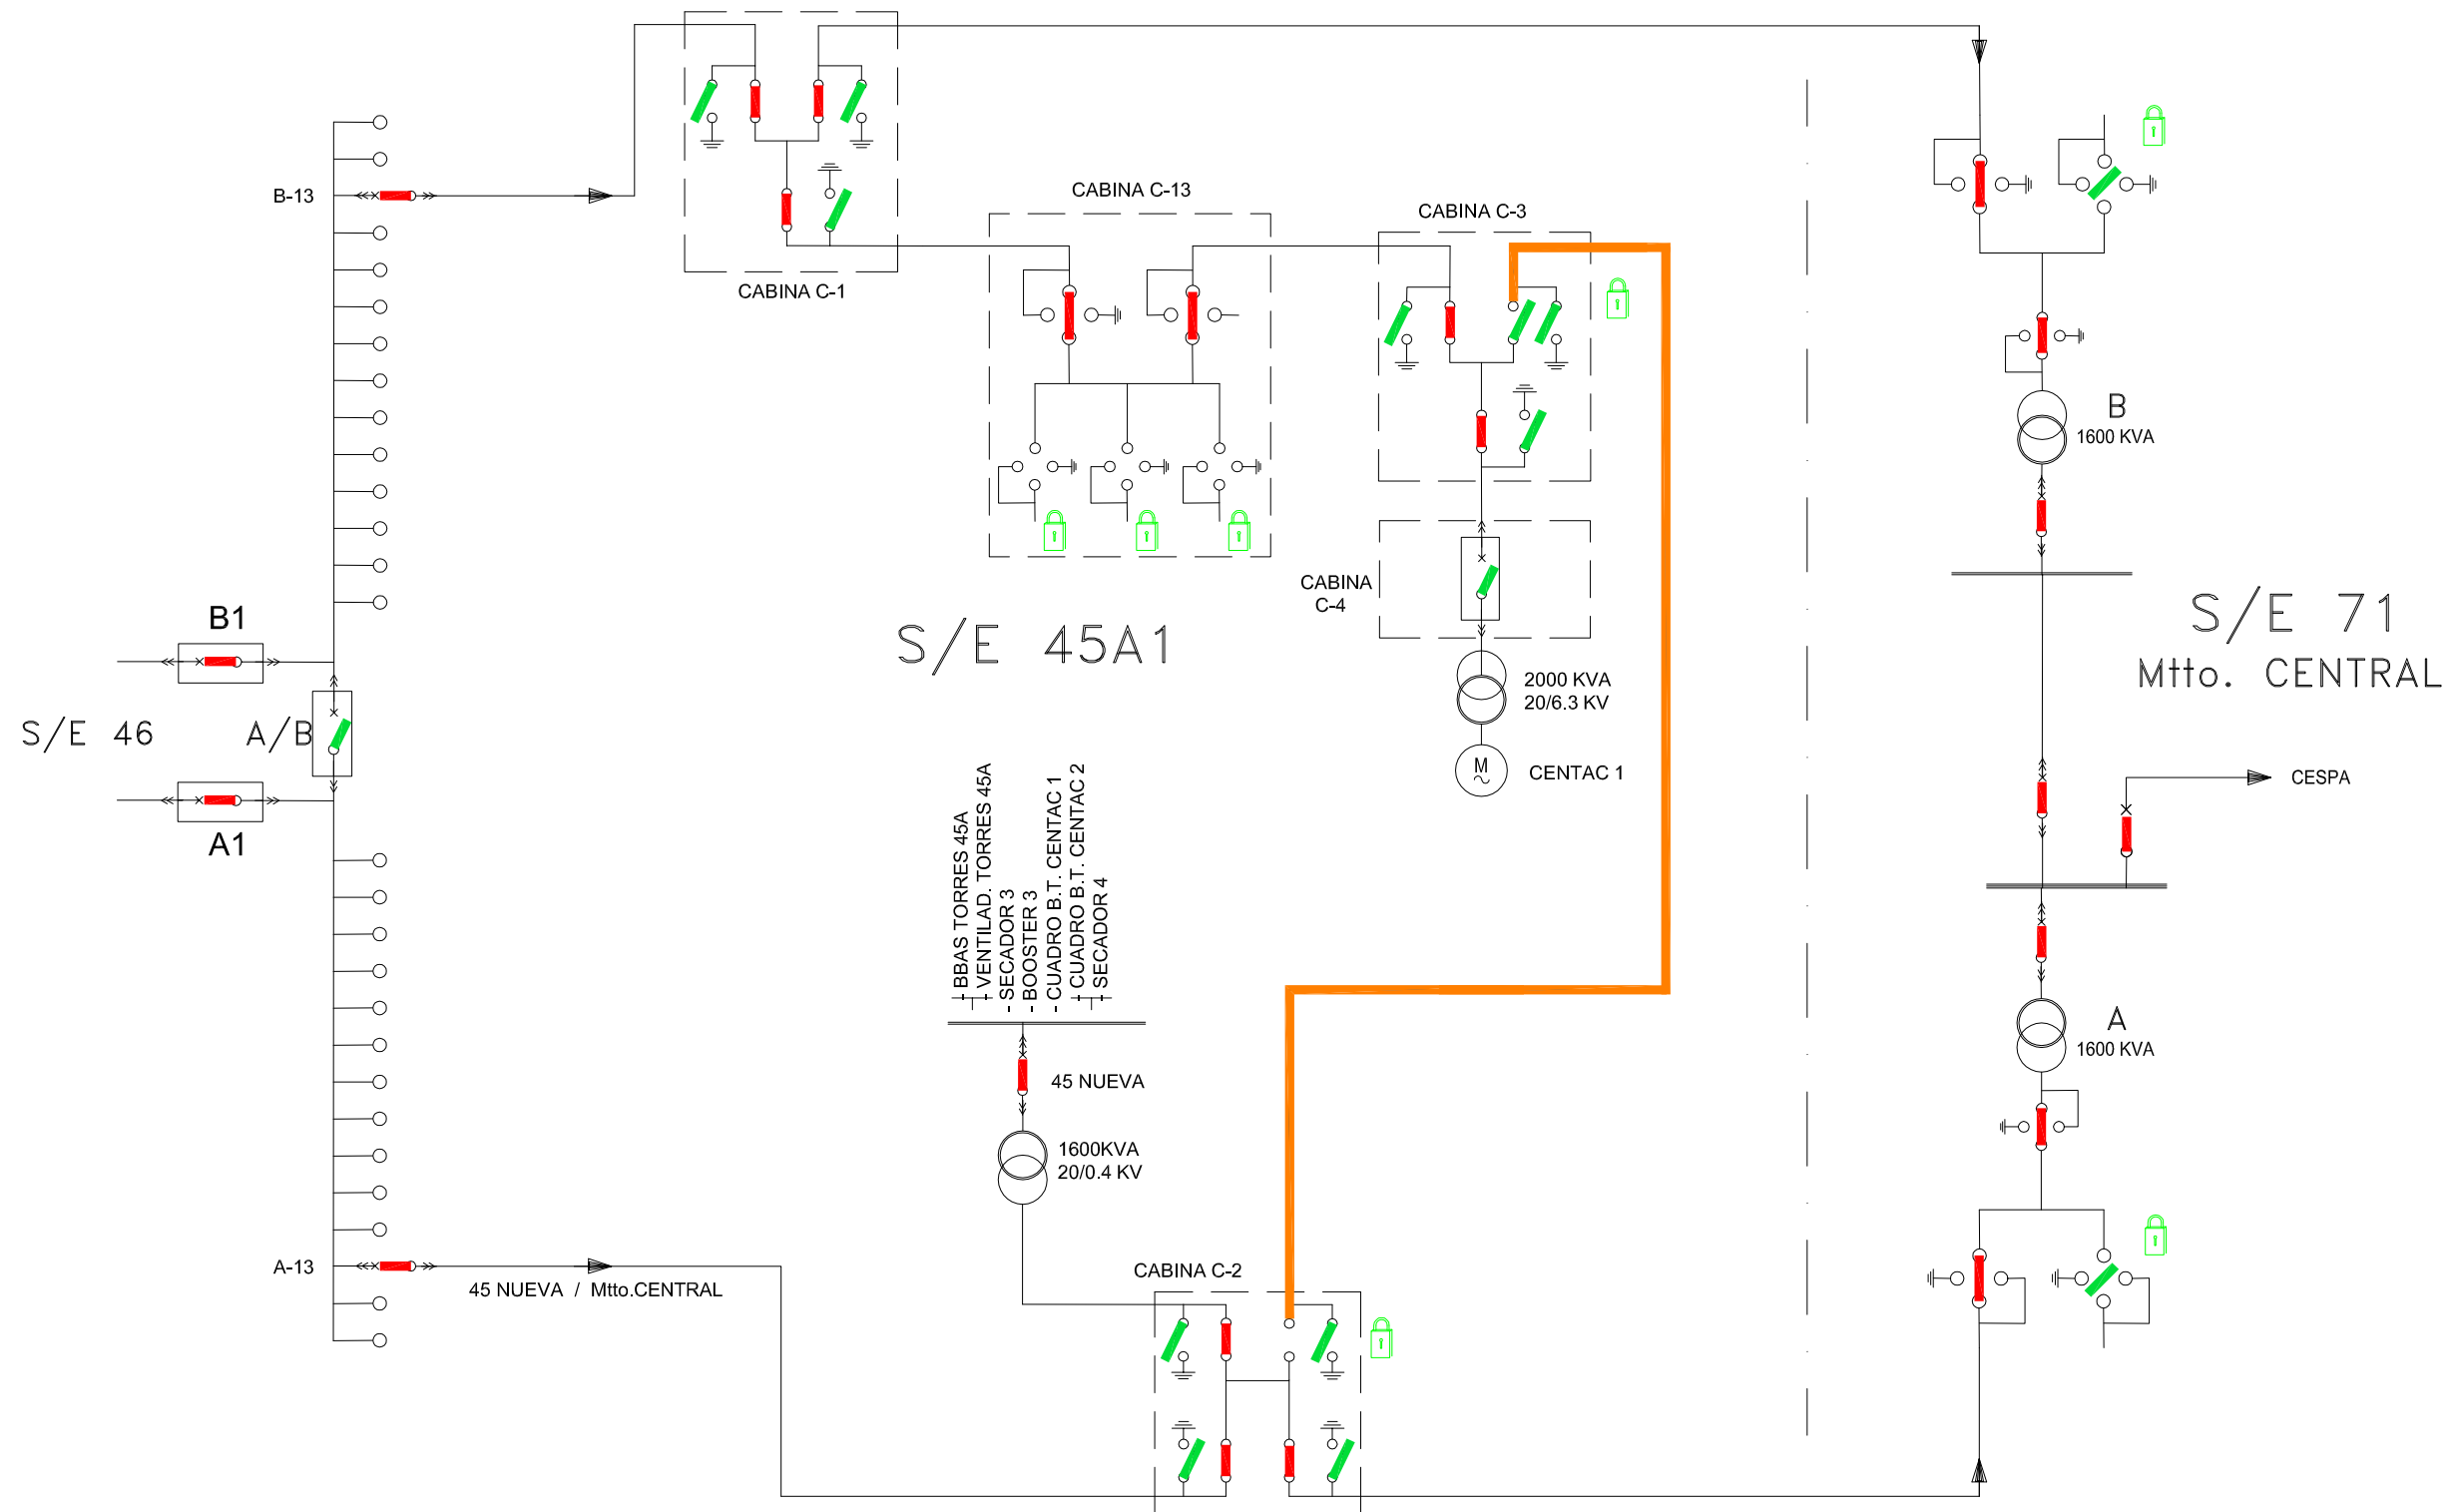 B-13
CABINA C-1
CABINA C-13
CABINA C-3
B
1600 KVA
CABINA
C-4
S/E 45A1
S/E 71
Mtto. CENTRAL
B1
S/E 46
A/B
A1
2000 KVA
20/6.3 KV
M
CENTAC 1
CESPA
- BBAS TORRES 45A
- VENTILAD. TORRES 45A
- SECADOR 3
- BOOSTER 3
- CUADRO B.T. CENTAC 1
- CUADRO B.T. CENTAC 2
- SECADOR 4
45 NUEVA
A
1600 KVA
1600KVA
20/0.4 KV
A-13
45 NUEVA / Mtto.CENTRAL
CABINA C-2